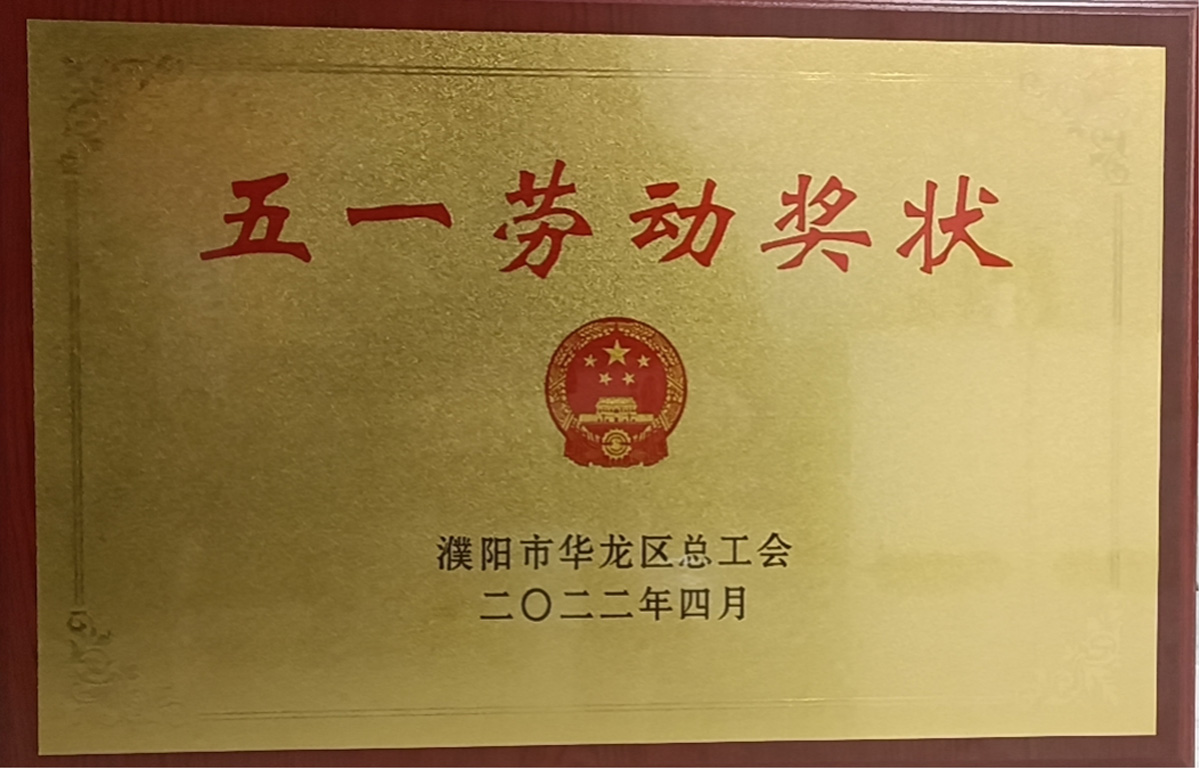 五一劳动奖状
濮阳市华龙区总工会
二〇二二年四月